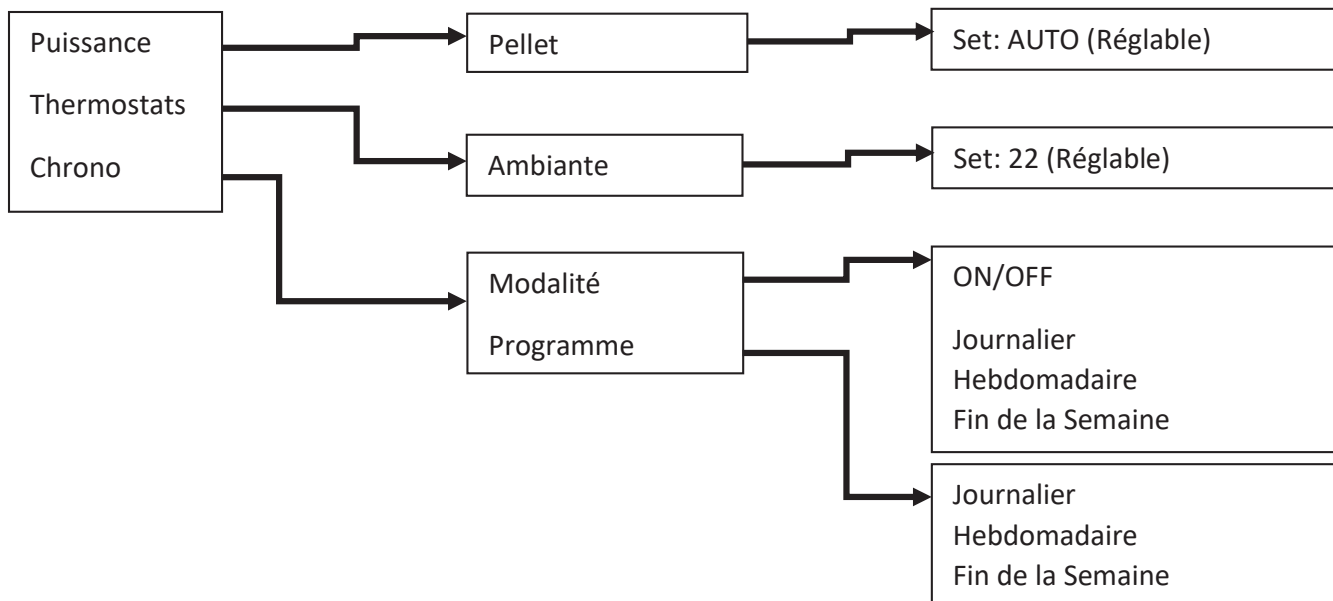 Puissance
Thermostats
Chrono
Pellet
Set: AUTO (Réglable)
Ambiante
Set: 22 (Réglable)
Modalité
Programme
ON/OFF
Journalier
Hebdomadaire
Fin de la Semaine
Journalier
Hebdomadaire
Fin de la Semaine